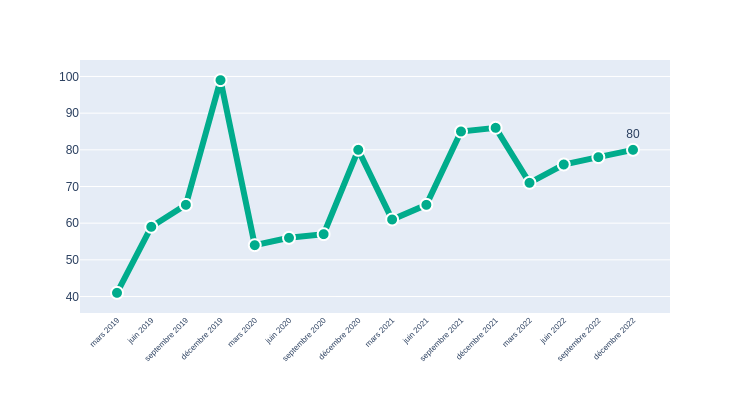 100
90
80
80
70
60
50
40
mars 2019
juin 2019
septembre 2019
décembre 2019
mars 2020
juin 2020
septembre 2020
décembre 2020
mars 2021
juin 2021
septembre 2021
décembre 2021
mars 2022
juin 2022
septembre 2022
décembre 2022